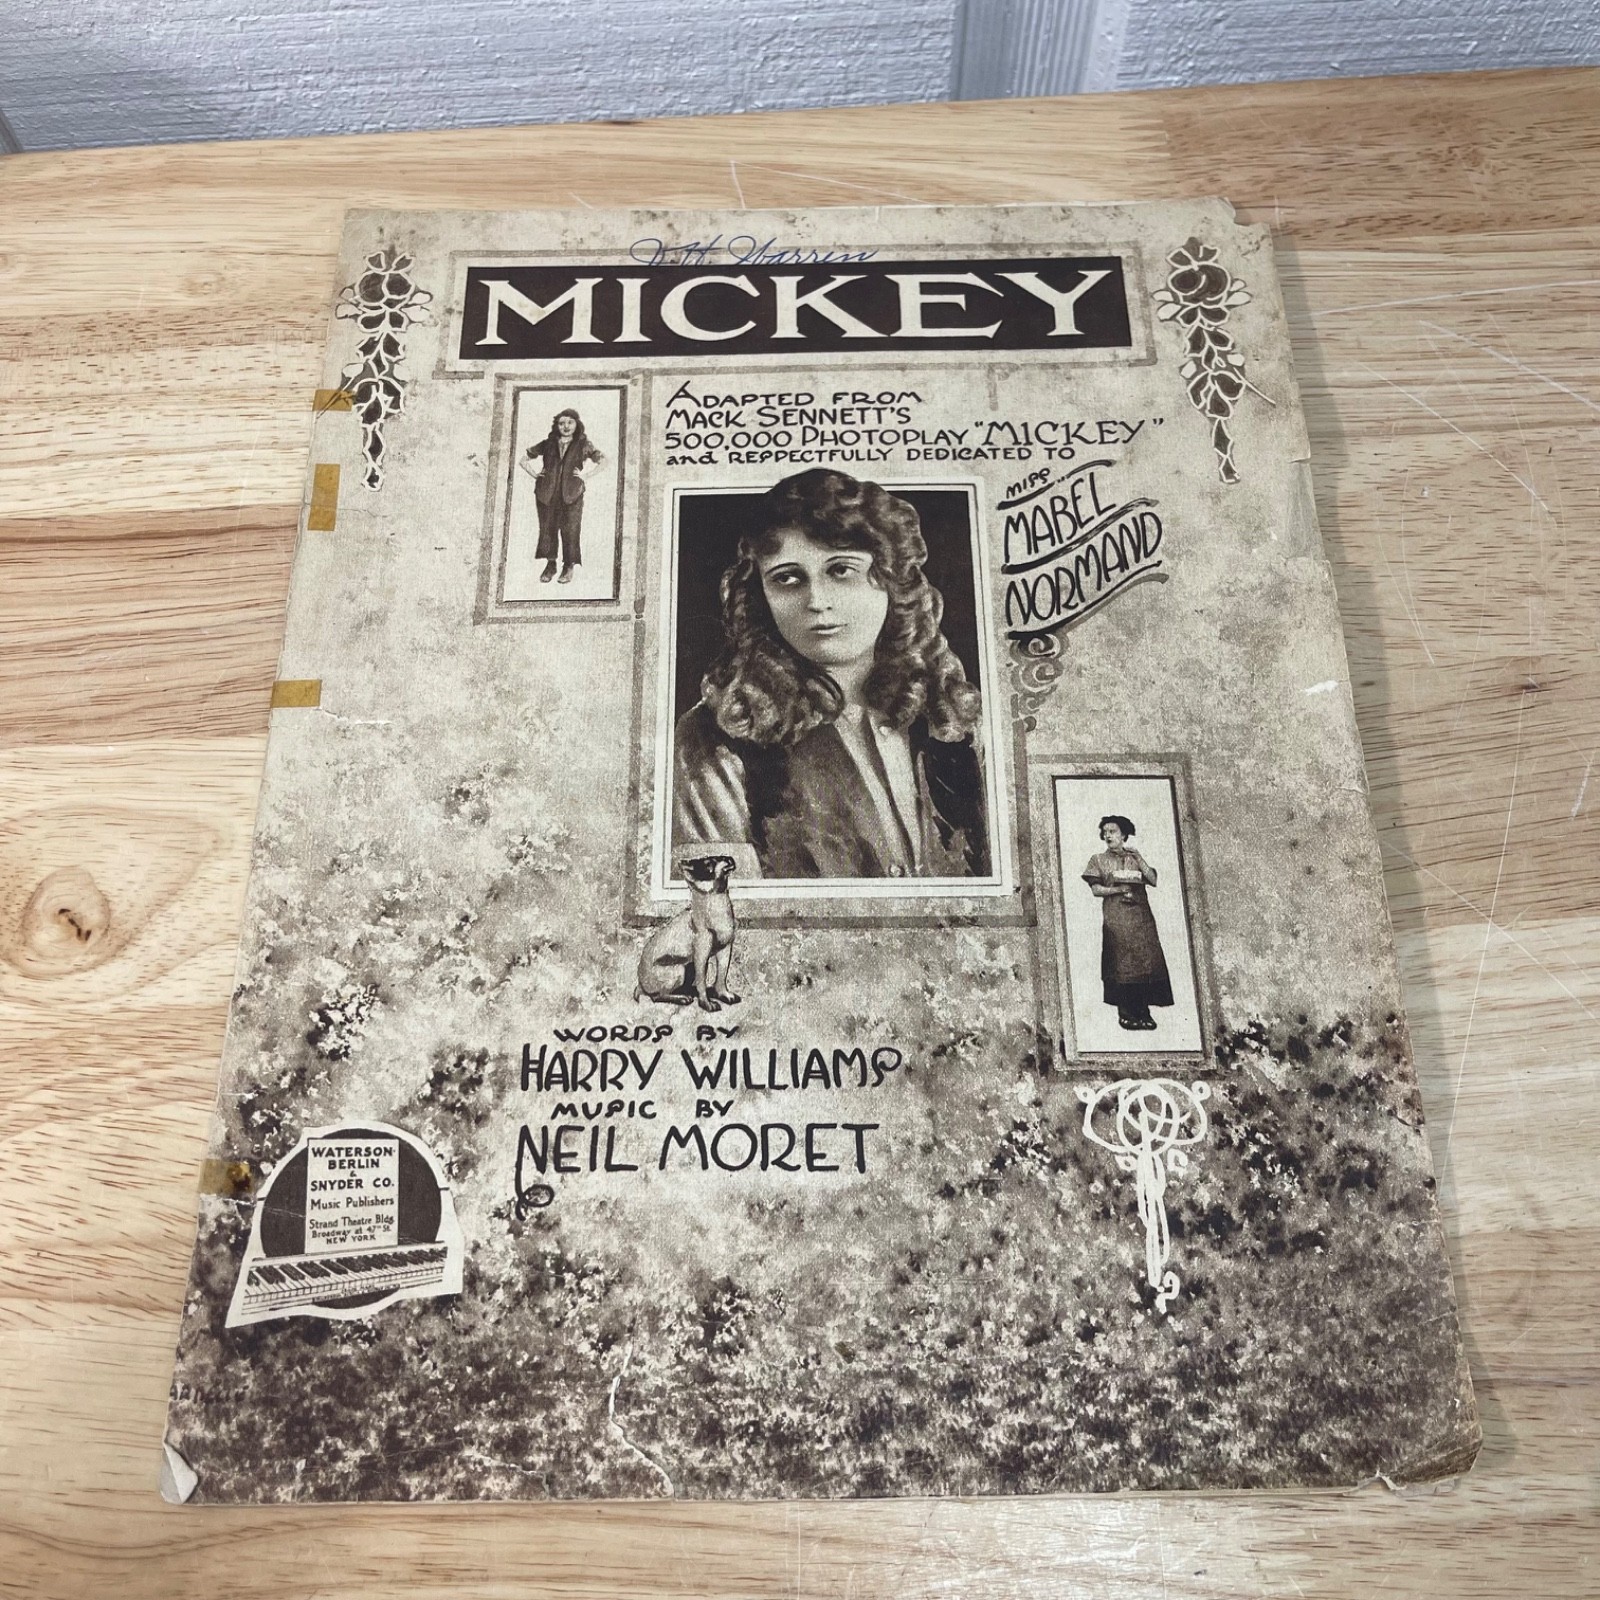 W. H. Warren
MICKEY
ADAPTED FROM
MACK SENNETT'S
500,000 PHOTOPLAY "MICKEY"
and RESPECTFULLY DEDICATED TO
MISS
MABEL
NORMAND
WORDS BY
HARRY WILLIAMS
MUSIC BY
NEIL MORET
WATERSON
BERLIN
&
SNYDER CO.
Music Publishers
Strand Theatre Bldg.
Broadway at 47th St.
NEW YORK